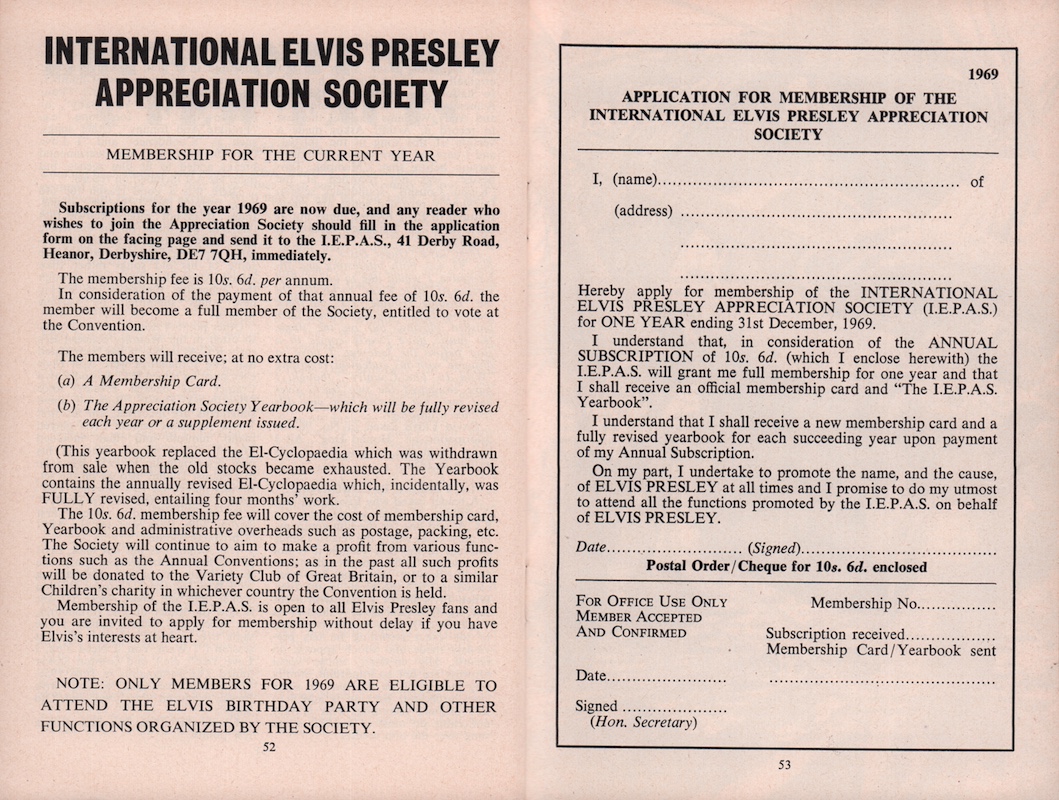 INTERNATIONAL ELVIS PRESLEY
APPRECIATION SOCIETY
MEMBERSHIP FOR THE CURRENT YEAR
Subscriptions for the year 1969 are now due, and any reader who
wishes to join the Appreciation Society should fill in the application
form on the facing page and send it to the I.E.P.A.S., 41 Derby Road,
Heanor, Derbyshire, DE7 7QH, immediately.
The membership fee is 10s. 6d. per annum.
In consideration of the payment of that annual fee of 10s. 6d. the
member will become a full member of the Society, entitled to vote at
the Convention.
The members will receive; at no extra cost:
(a) A Membership Card.
(b) The Appreciation Society Yearbook—which will be fully revised
each year or a supplement issued.
(This yearbook replaced the El-Cyclopaedia which was withdrawn
from sale when the old stocks became exhausted. The Yearbook
contains the annually revised El-Cyclopaedia which, incidentally, was
FULLY revised, entailing four months' work.
The 10s. 6d. membership fee will cover the cost of membership card,
Yearbook and administrative overheads such as postage, packing, etc.
The Society will continue to aim to make a profit from various func-
tions such as the Annual Conventions; as in the past all such profits
will be donated to the Variety Club of Great Britain, or to a similar
Children's charity in whichever country the Convention is held.
Membership of the I.E.P.A.S. is open to all Elvis Presley fans and
you are invited to apply for membership without delay if you have
Elvis's interests at heart.
NOTE: ONLY MEMBERS FOR 1969 ARE ELIGIBLE TO
ATTEND THE ELVIS BIRTHDAY PARTY AND OTHER
FUNCTIONS ORGANIZED BY THE SOCIETY.
52
1969
APPLICATION FOR MEMBERSHIP OF THE
INTERNATIONAL ELVIS PRESLEY APPRECIATION
SOCIETY
I, (name)............................................................ of
(address) ......................................................
......................................................
......................................................
Hereby apply for membership of the INTERNATIONAL
ELVIS PRESLEY APPRECIATION SOCIETY (I.E.P.A.S.)
for ONE YEAR ending 31st December, 1969.
I understand that, in consideration of the ANNUAL
SUBSCRIPTION of 10s. 6d. (which I enclose herewith) the
I.E.P.A.S. will grant me full membership for one year and that
I shall receive an official membership card and "The I.E.P.A.S.
Yearbook".
I understand that I shall receive a new membership card and a
fully revised yearbook for each succeeding year upon payment
of my Annual Subscription.
On my part, I undertake to promote the name, and the cause,
of ELVIS PRESLEY at all times and I promise to do my utmost
to attend all the functions promoted by the I.E.P.A.S. on behalf
of ELVIS PRESLEY.
Date........................... (Signed).......................................
Postal Order/Cheque for 10s. 6d. enclosed
FOR OFFICE USE ONLY
MEMBER ACCEPTED
AND CONFIRMED
Membership No................
Subscription received..................
Membership Card/Yearbook sent
Date........................ .............................................
Signed .....................
(Hon. Secretary)
53